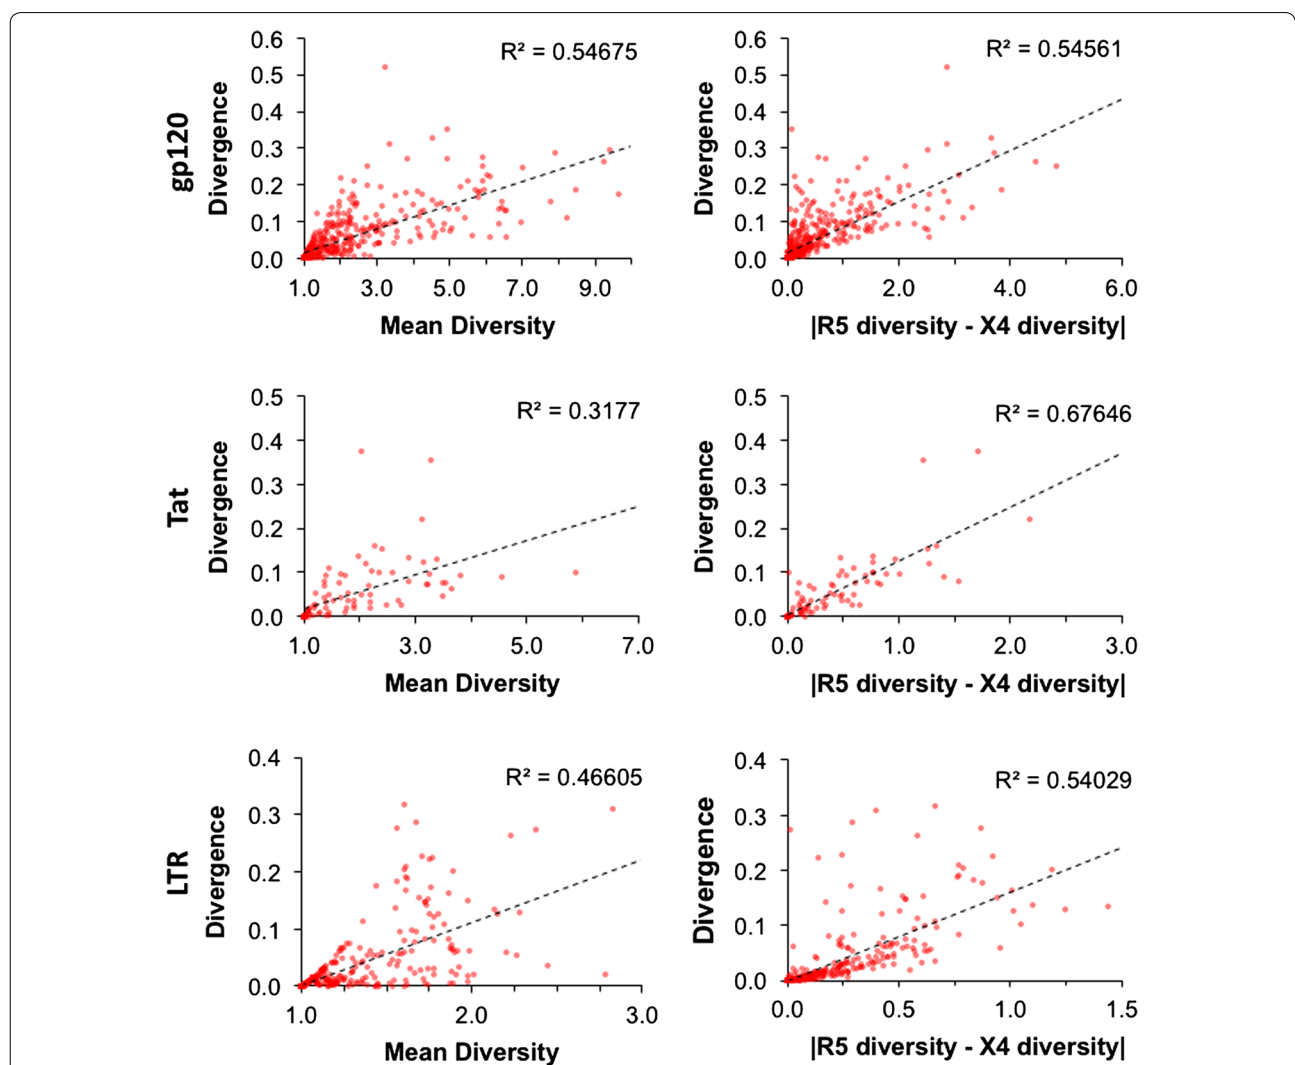 gp120
Divergence
0.6
0.5
0.4
0.3
0.2
0.1
0.0
R² = 0.54675
1.0 3.0 5.0 7.0 9.0
Mean Diversity
Divergence
0.6
0.5
0.4
0.3
0.2
0.1
0.0
R² = 0.54561
0.0 2.0 4.0 6.0
|R5 diversity - X4 diversity|
Tat
Divergence
0.5
0.4
0.3
0.2
0.1
0.0
R² = 0.3177
1.0 3.0 5.0 7.0
Mean Diversity
Divergence
0.5
0.4
0.3
0.2
0.1
0.0
R² = 0.67646
0.0 1.0 2.0 3.0
|R5 diversity - X4 diversity|
LTR
Divergence
0.4
0.3
0.2
0.1
0.0
R² = 0.46605
1.0 2.0 3.0
Mean Diversity
Divergence
0.4
0.3
0.2
0.1
0.0
R² = 0.54029
0.0 0.5 1.0 1.5
|R5 diversity - X4 diversity|